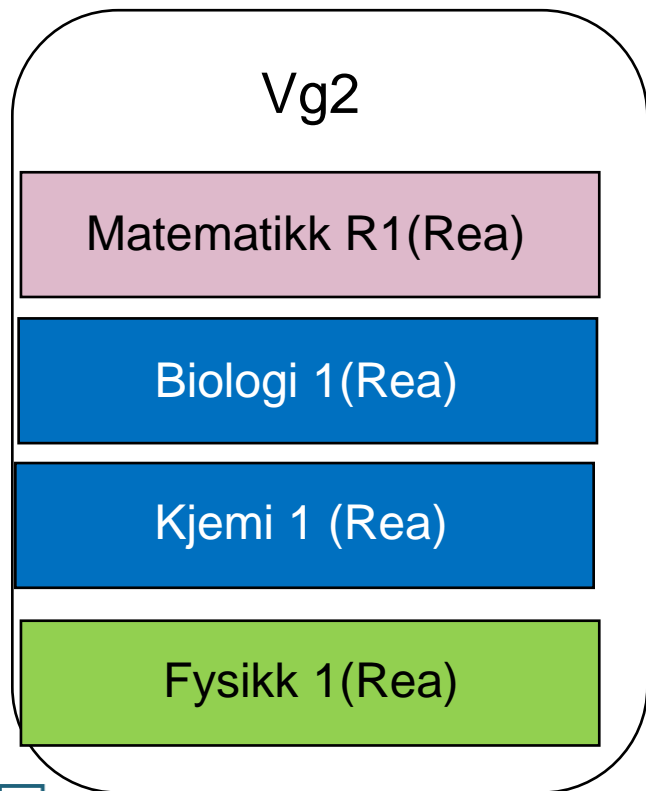 Vg2
Matematikk R1(Rea)
Biologi 1(Rea)
Kjemi 1 (Rea)
Fysikk 1(Rea)